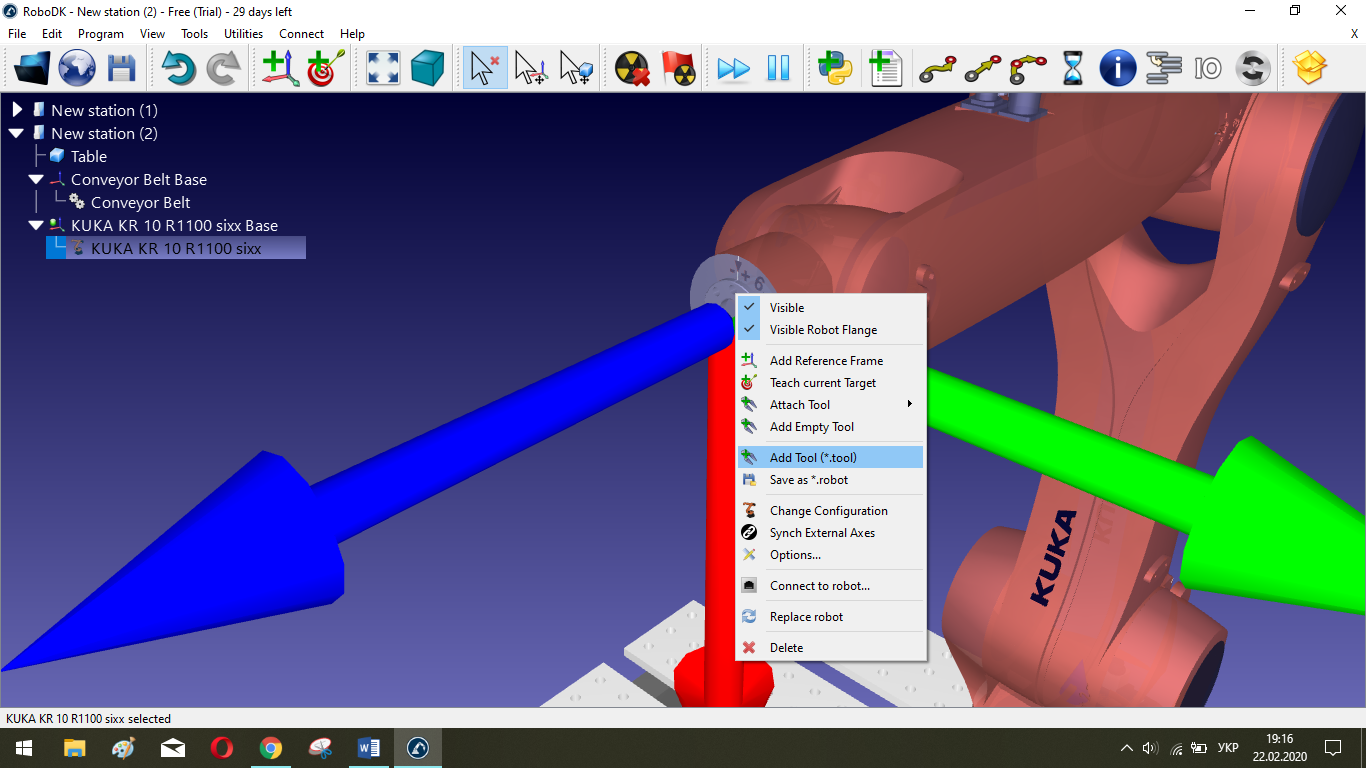 RoboDK - New station (2) - Free (Trial) - 29 days left
File Edit Program View Tools Utilities Connect Help X
New station (1)
New station (2)
Table
Conveyor Belt Base
Conveyor Belt
KUKA KR 10 R1100 sixx Base
KUKA KR 10 R1100 sixx
- + 6
Visible
Visible Robot Flange
Add Reference Frame
Teach current Target
Attach Tool
Add Empty Tool
Add Tool (*.tool)
Save as *.robot
Change Configuration
Synch External Axes
Options...
Connect to robot...
Replace robot
Delete
KUKA
KUKA KR 10 R1100 sixx selected
УКР
19:16
22.02.2020